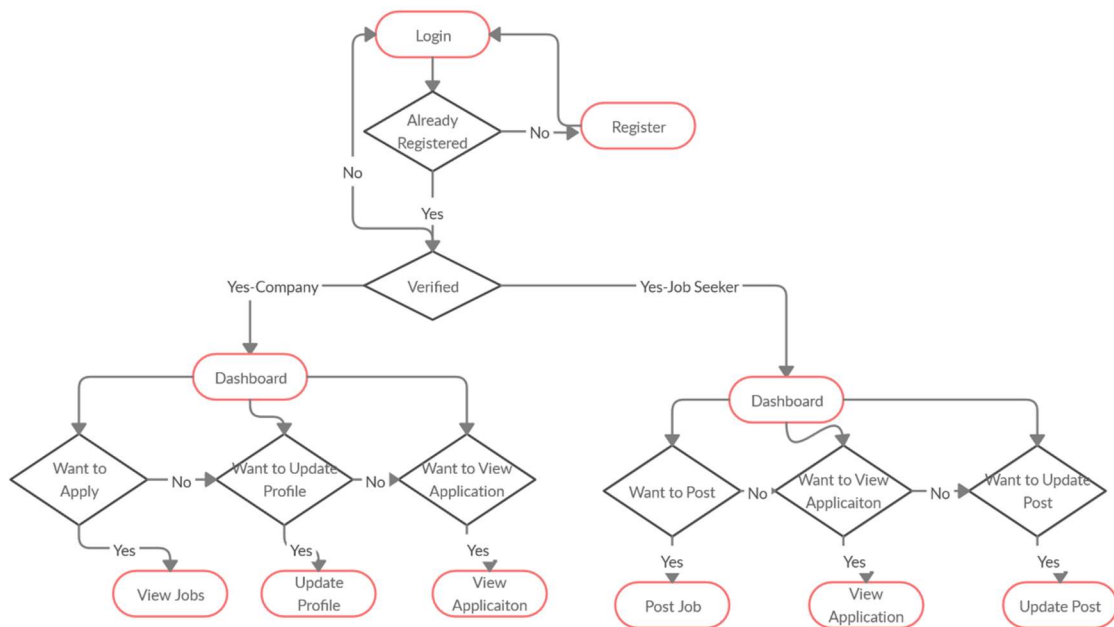 Login
Already
Registered
No
Register
No
Yes
Verified
Yes-Company
Yes-Job Seeker
Dashboard
Dashboard
Want to
Apply
No
Want to Update
Profile
No
Want to View
Application
Want to Post
No
Want to View
Applicaiton
No
Want to Update
Post
Yes
Yes
Yes
Yes
Yes
Yes
View Jobs
Update
Profile
View
Applicaiton
Post Job
View
Application
Update Post